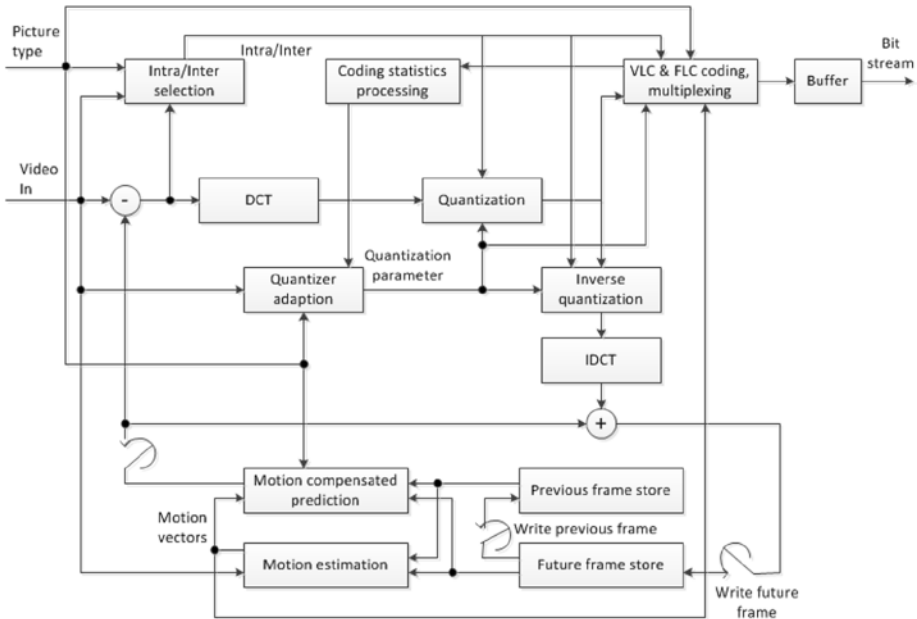 Picture
type
Intra/Inter
Bit
stream
Intra/Inter
selection
Coding statistics
processing
VLC & FLC coding,
multiplexing
Buffer
Video
In
-
DCT
Quantization
Quantization
parameter
Quantizer
adaption
Inverse
quantization
IDCT
+
Motion compensated
prediction
Previous frame store
Motion
vectors
Write previous frame
Motion estimation
Future frame store
Write future
frame